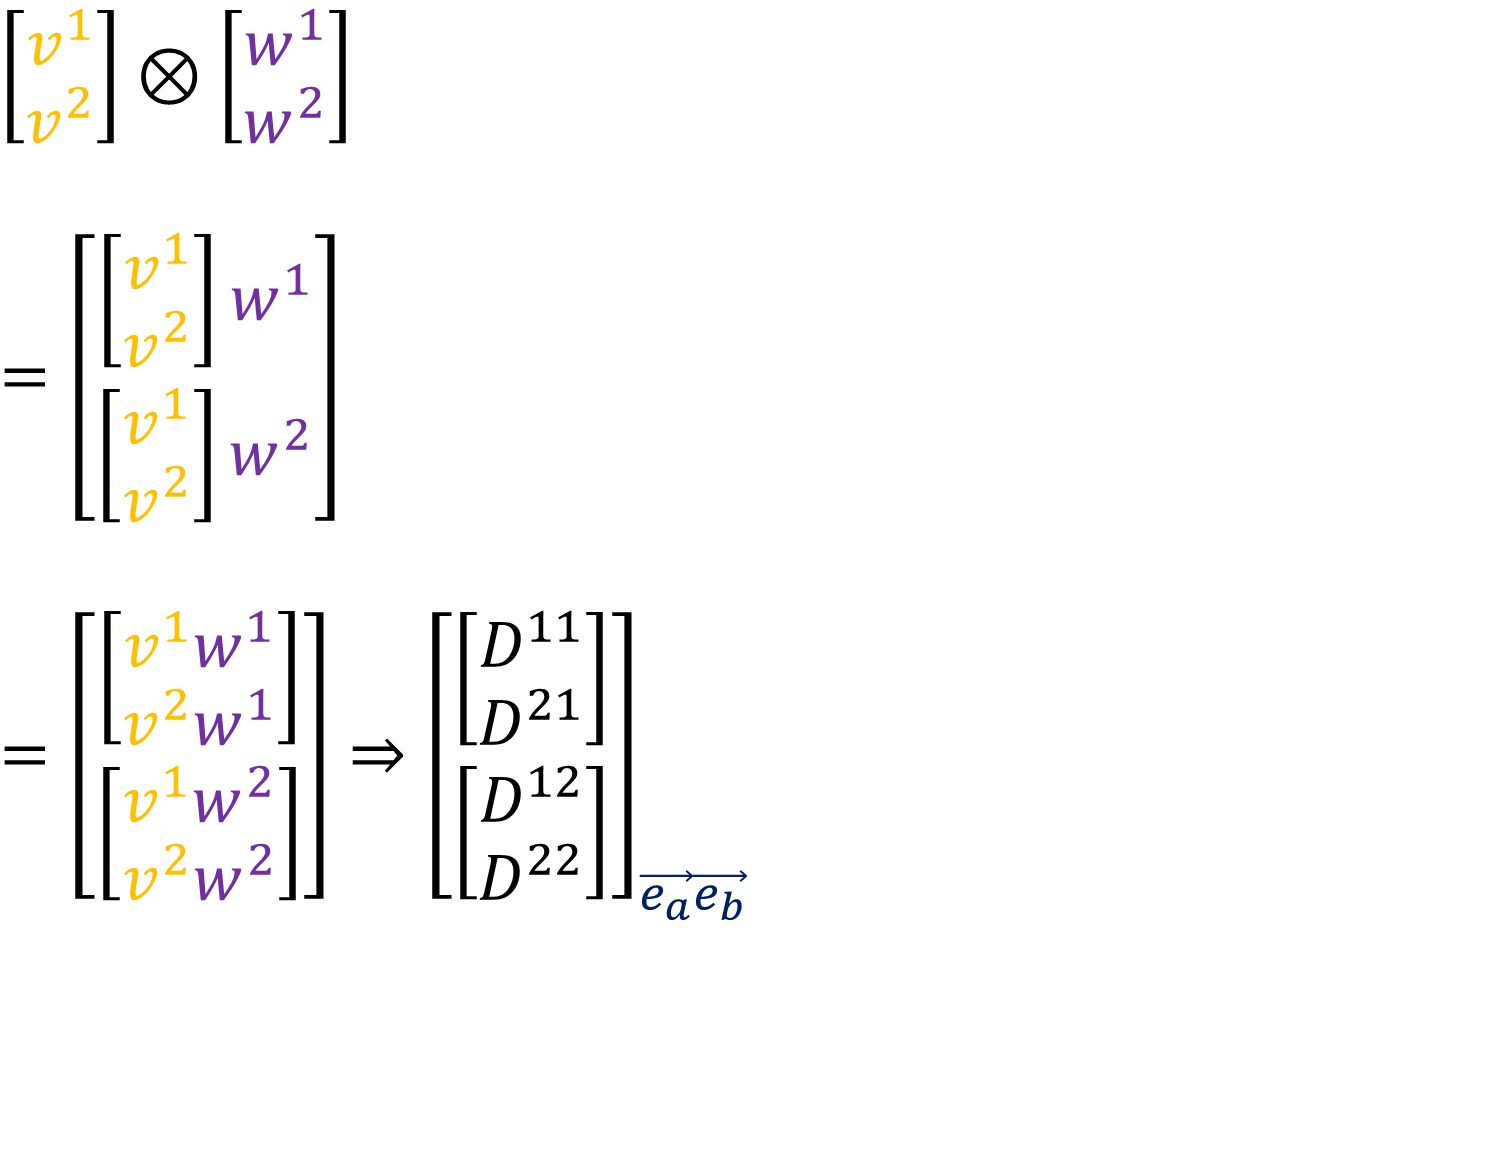 [v¹ v²] ⊗ [w¹ w²]
= [[v¹ v²] w¹ [v¹ v²] w²]
= [[v¹w¹ v²w¹] [v¹w² v²w²]] ⇒ [[D¹¹ D²¹] [D¹² D²²]] e⃗ₐ e⃗_b